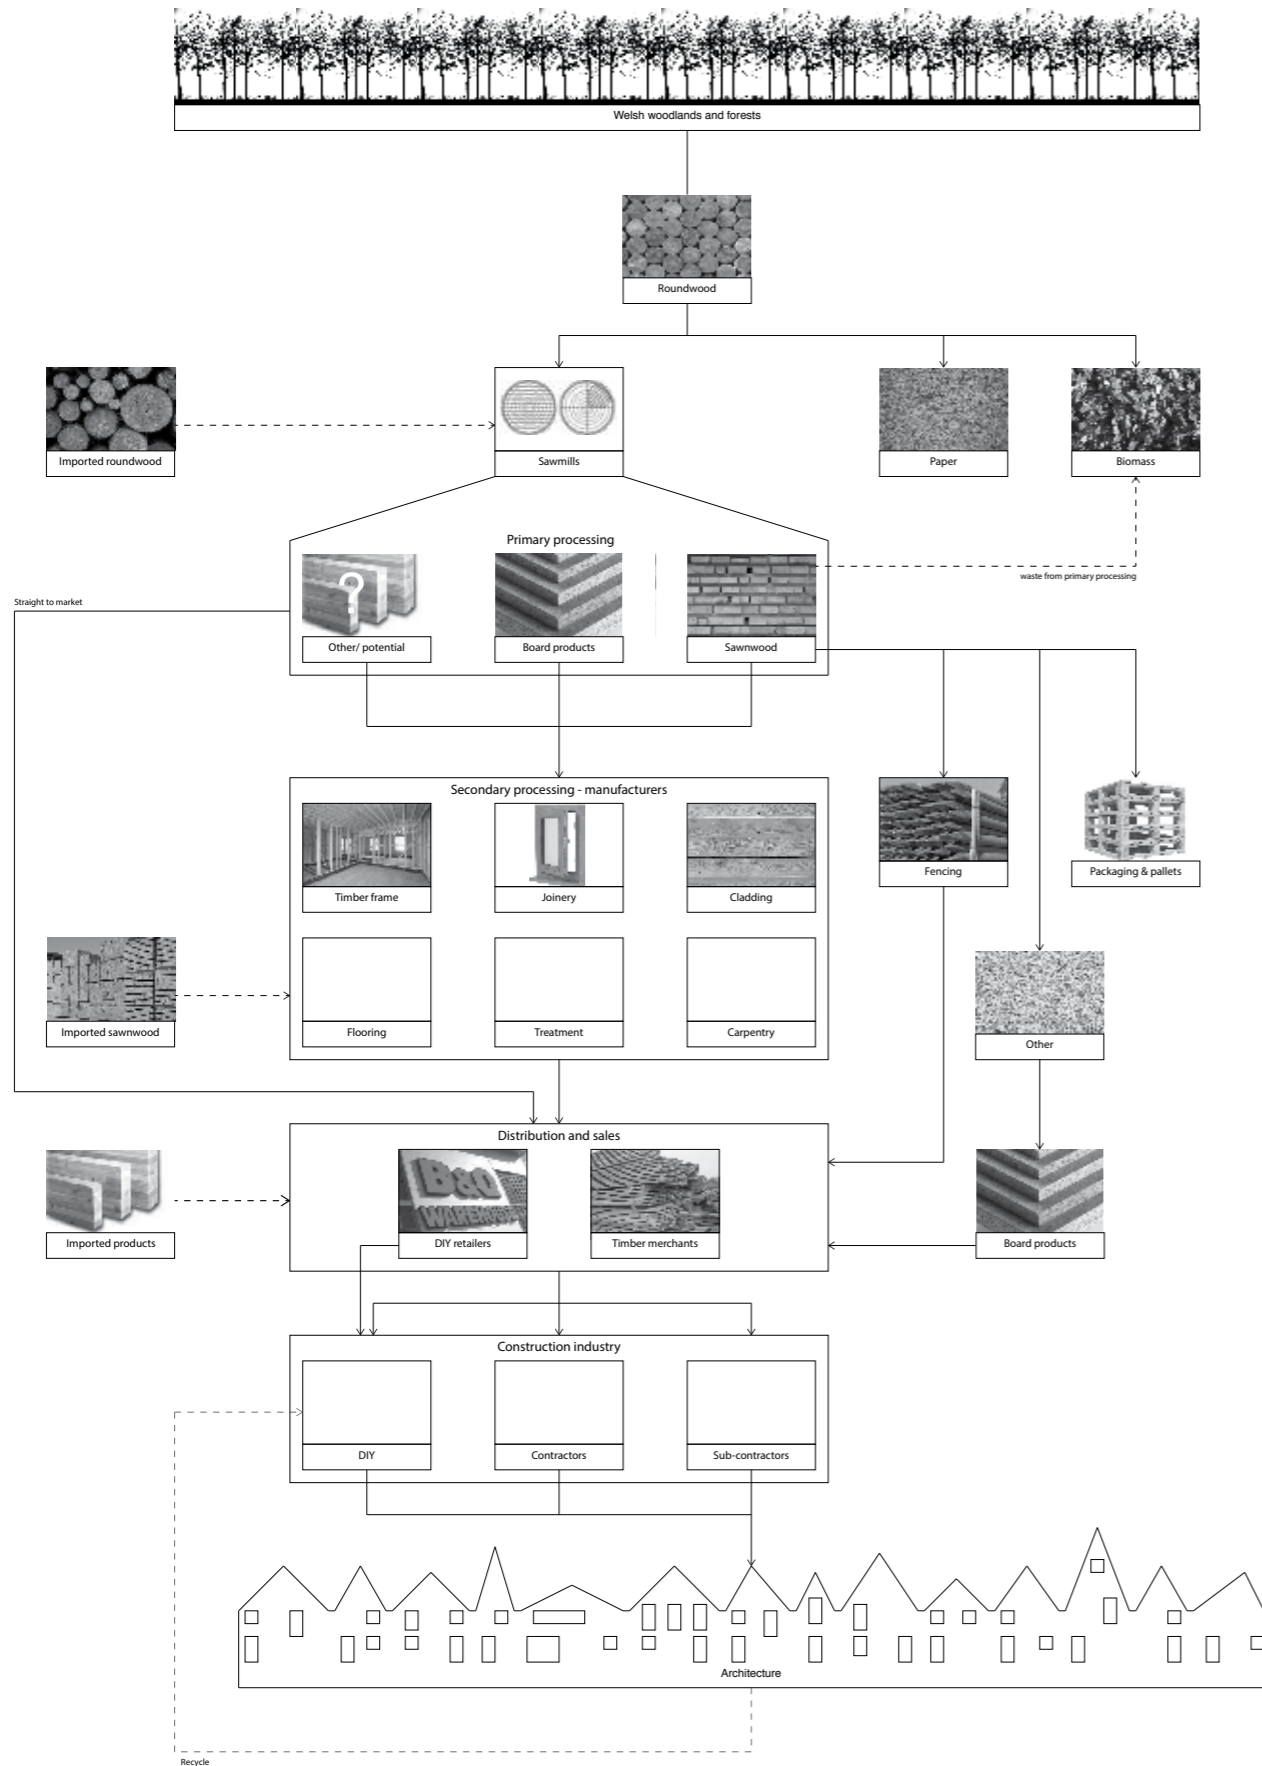 Welsh woodlands and forests
Roundwood
Imported roundwood
Sawmills
Paper
Biomass
Primary processing
waste from primary processing
Straight to market
Other/ potential
Board products
Sawnwood
Secondary processing - manufacturers
Timber frame
Joinery
Cladding
Fencing
Packaging & pallets
Imported sawnwood
Flooring
Treatment
Carpentry
Other
Distribution and sales
B&Q
WAREHOUSE
Imported products
DIY retailers
Timber merchants
Board products
Construction industry
DIY
Contractors
Sub-contractors
Architecture
Recycle